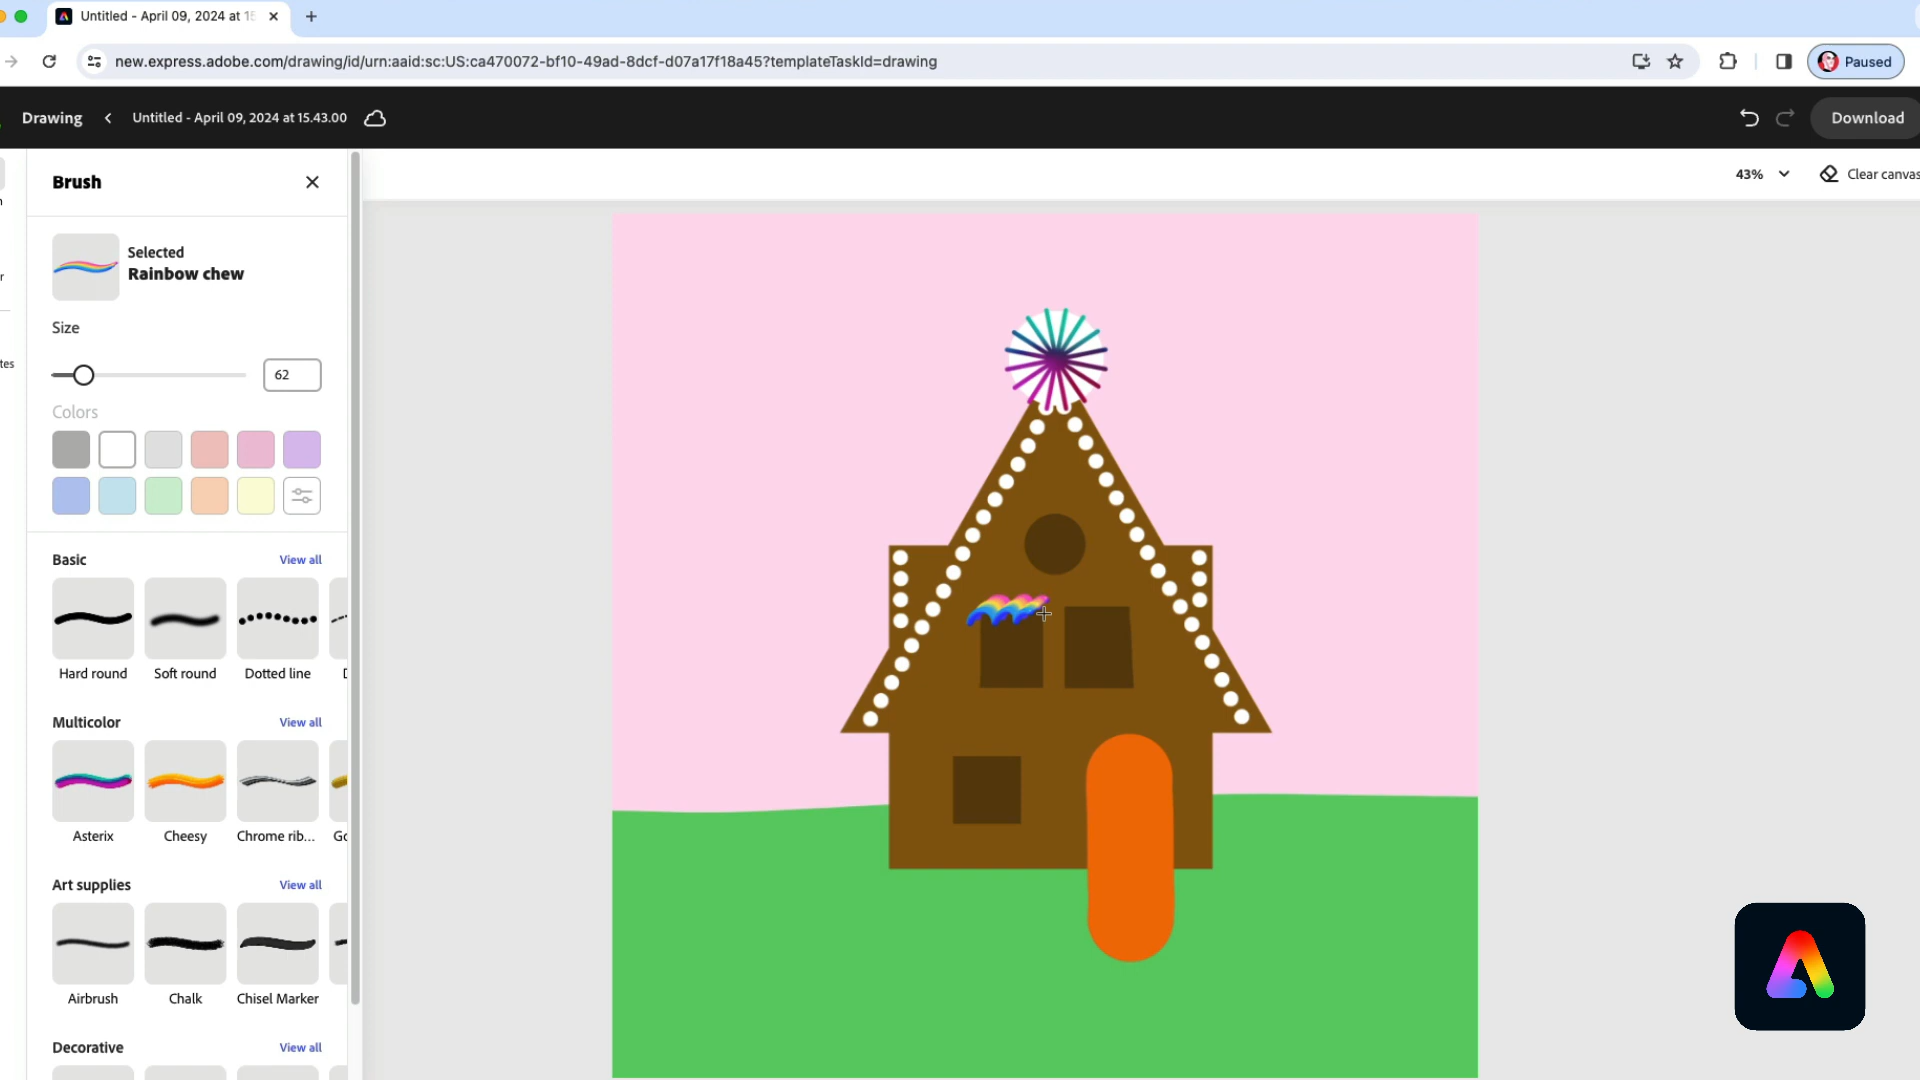 Untitled - April 09, 2024 at 15
new.express.adobe.com/drawing/id/urn:aaid:sc:US:ca470072-bf10-49ad-8dcf-d07a17f18a45?templateTaskId=drawing
Paused
Drawing
Untitled - April 09, 2024 at 15.43.00
Download
Brush
43%
Clear canvas
Selected
Rainbow chew
Size
62
Colors
Basic
View all
Hard round
Soft round
Dotted line
Multicolor
View all
Asterix
Cheesy
Chrome rib...
Art supplies
View all
Airbrush
Chalk
Chisel Marker
Decorative
View all